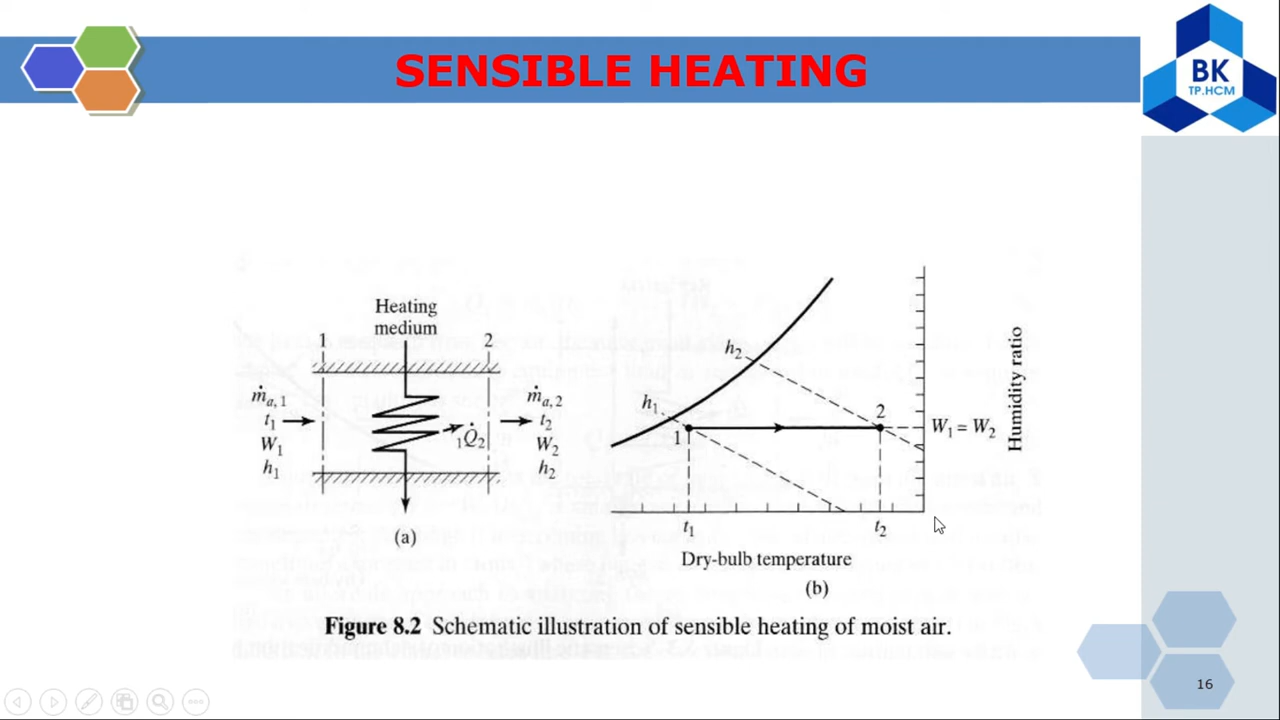 SENSIBLE HEATING
BK
TP.HCM
Heating
medium
1
2
ṁa,1
t1
W1
h1
1Q̇2
ṁa,2
t2
W2
h2
(a)
h2
h1
1
2
W1 = W2
Humidity ratio
t1
t2
Dry-bulb temperature
(b)
Figure 8.2 Schematic illustration of sensible heating of moist air.
16